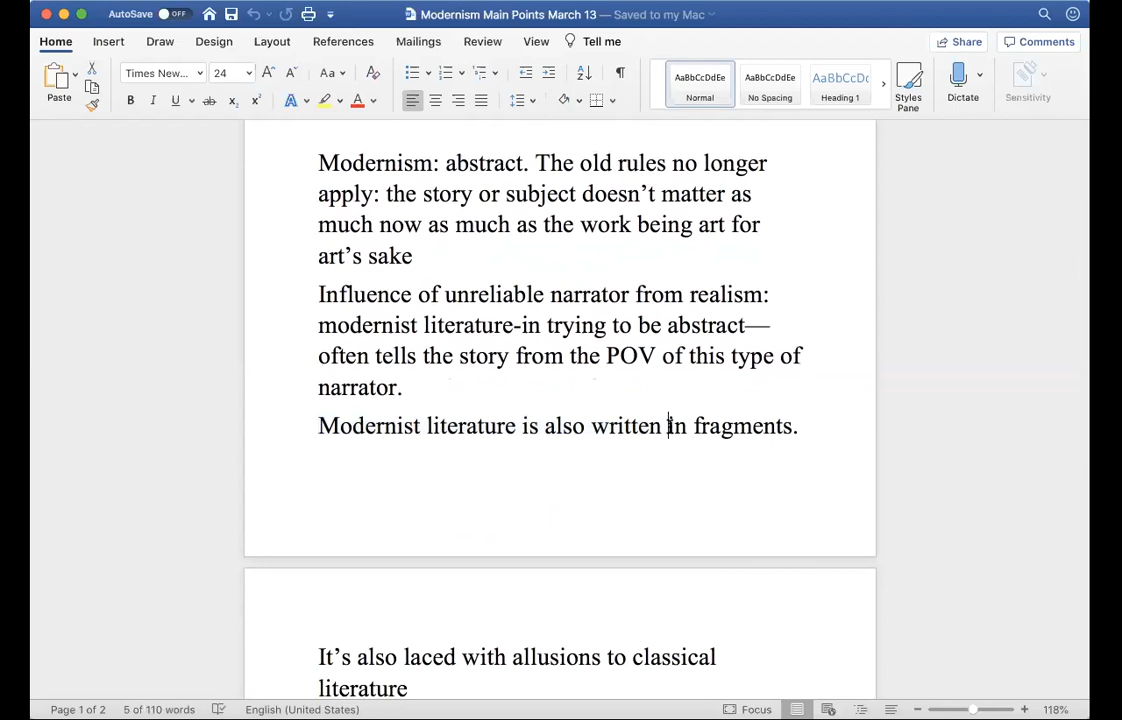 AutoSave OFF Modernism Main Points March 13 — Saved to my Mac
Home Insert Draw Design Layout References Mailings Review View Tell me Share Comments
Paste Times New... 24 Aa AaBbCcDdEe Normal AaBbCcDdEe No Spacing AaBbCcDc Heading 1 Styles Pane Dictate Sensitivity
Modernism: abstract. The old rules no longer
apply: the story or subject doesn’t matter as
much now as much as the work being art for
art’s sake
Influence of unreliable narrator from realism:
modernist literature-in trying to be abstract—
often tells the story from the POV of this type of
narrator.
Modernist literature is also written in fragments.
It’s also laced with allusions to classical
literature
Page 1 of 2 5 of 110 words English (United States) Focus 118%